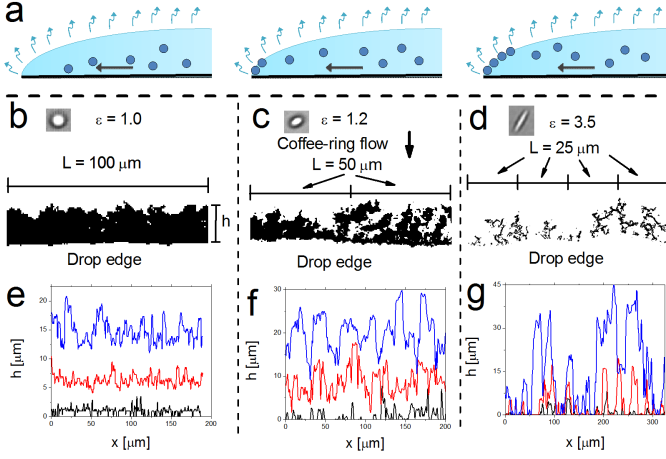 a
b
ε = 1.0
L = 100 μm
h
Drop edge
c
ε = 1.2
Coffee-ring flow
L = 50 μm
Drop edge
d
ε = 3.5
L = 25 μm
Drop edge
e
h [μm]
20
15
10
5
0
0 50 100 150 200
x [μm]
f
h [μm]
30
20
10
0
0 50 100 150 200
x [μm]
g
h [μm]
45
30
15
0
0 100 200 300
x [μm]